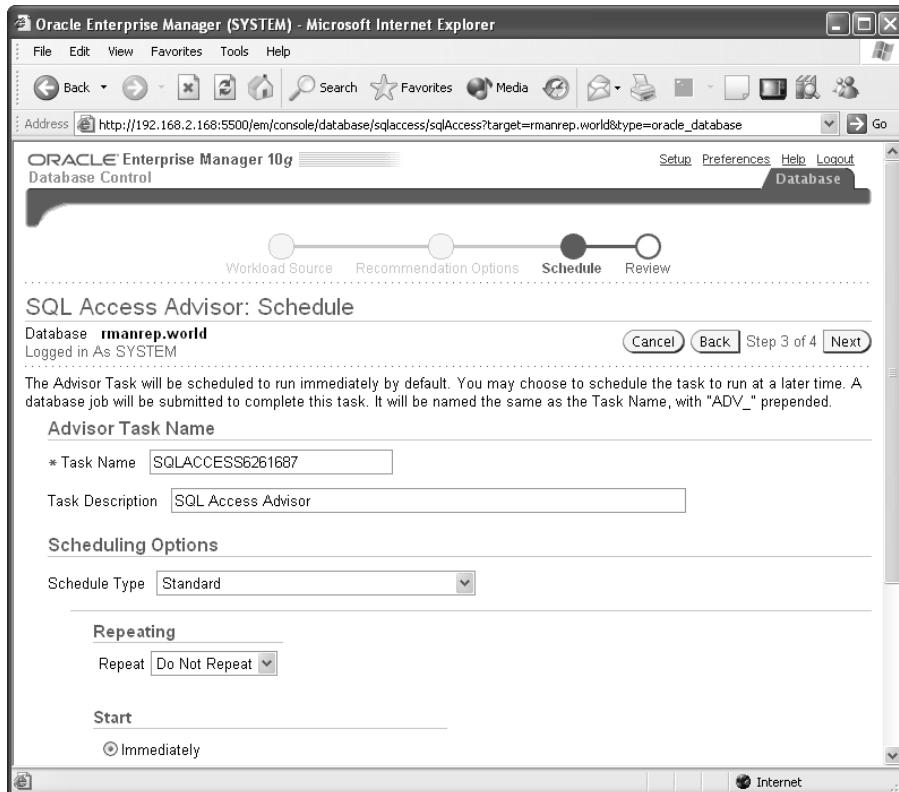 Oracle Enterprise Manager (SYSTEM) - Microsoft Internet Explorer
File Edit View Favorites Tools Help
Back Search Favorites Media
Address http://192.168.2.168:5500/em/console/database/sqlaccess/sqlAccess?target=rmanrep.world&type=oracle_database Go
ORACLE Enterprise Manager 10g
Setup Preferences Help Logout
Database Control
Database
Workload Source Recommendation Options Schedule Review
SQL Access Advisor: Schedule
Database rmanrep.world
Logged in As SYSTEM
Cancel Back Step 3 of 4 Next
The Advisor Task will be scheduled to run immediately by default. You may choose to schedule the task to run at a later time. A
database job will be submitted to complete this task. It will be named the same as the Task Name, with "ADV_" prepended.
Advisor Task Name
* Task Name SQLACCESS6261687
Task Description SQL Access Advisor
Scheduling Options
Schedule Type Standard
Repeating
Repeat Do Not Repeat
Start
Immediately
Internet